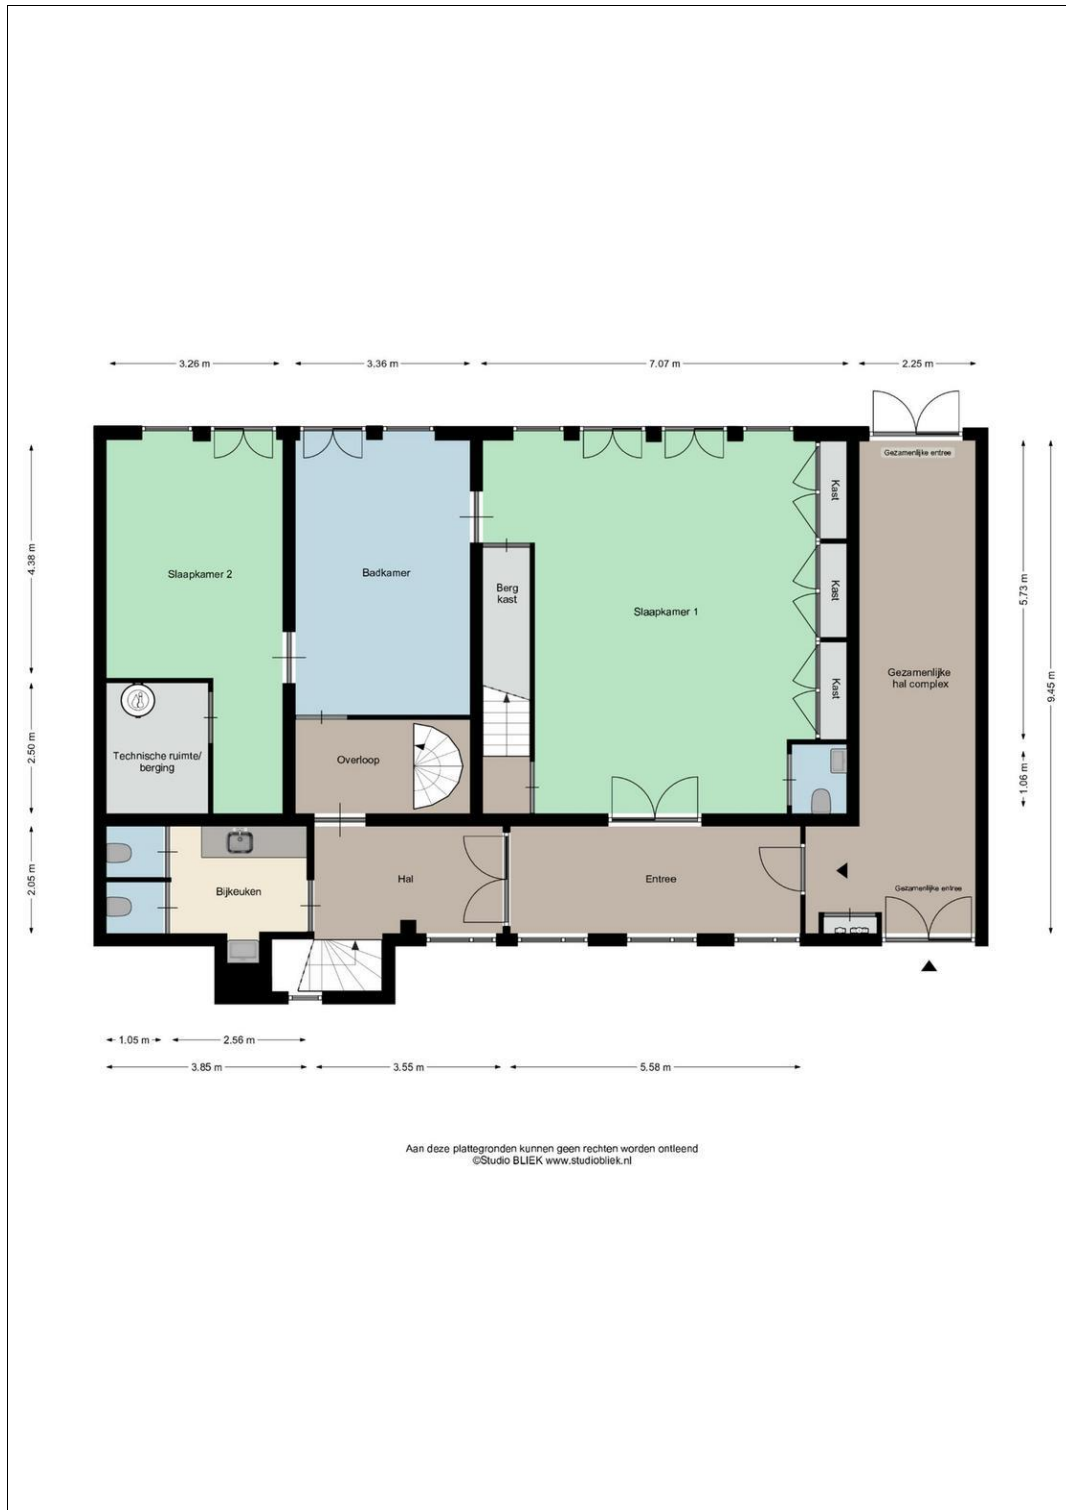 3.26 m
3.36 m
7.07 m
2.25 m
Gezamenlijke entree
Kast
4.38 m
Slaapkamer 2
Badkamer
Berg
kast
Slaapkamer 1
Kast
5.73 m
Gezamenlijke
hal complex
9.45 m
Kast
2.50 m
Technische ruimte/
berging
Overloop
1.06 m
2.05 m
Bijkeuken
Hal
Entree
Gezamenlijke entree
1.05 m
2.56 m
3.85 m
3.55 m
5.58 m
Aan deze plattegronden kunnen geen rechten worden ontleend
©Studio BLIEK www.studiobliek.nl